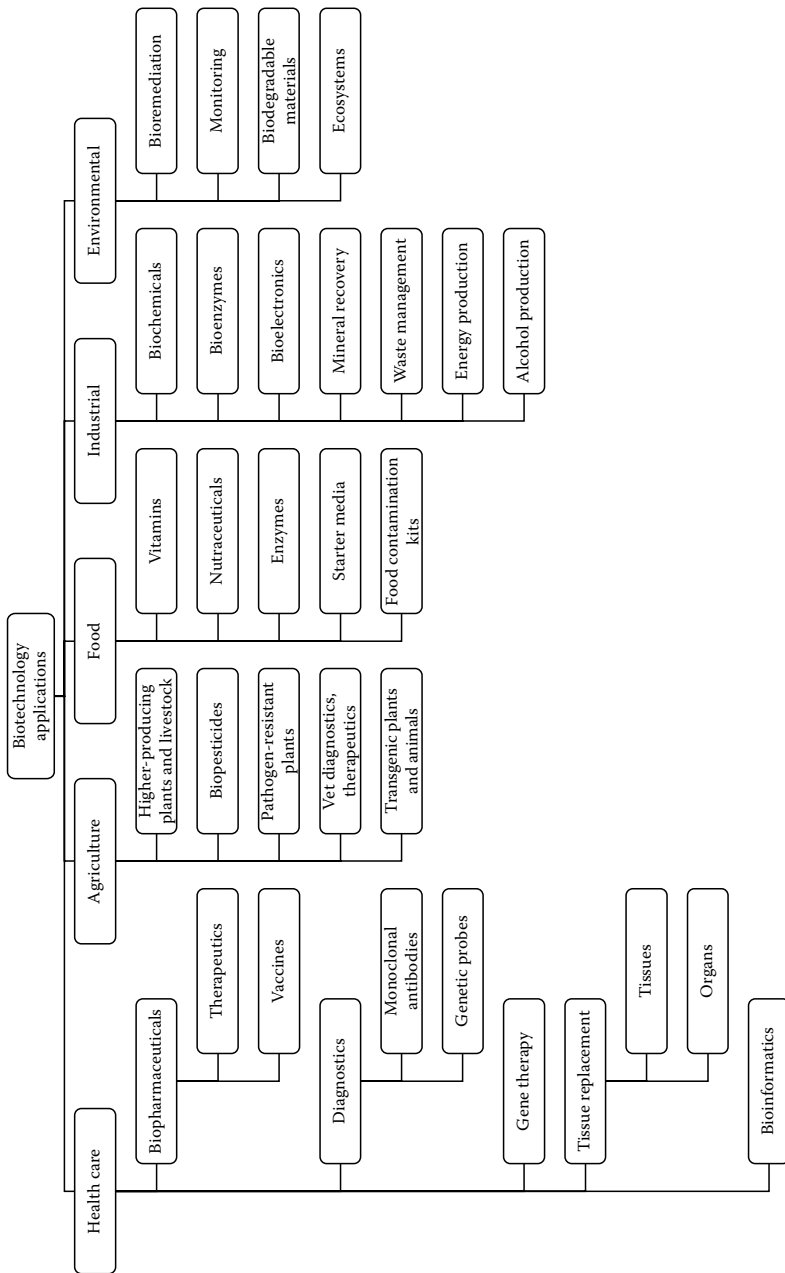 Biotechnology
applications
Health care
Biopharmaceuticals
Therapeutics
Vaccines
Diagnostics
Monoclonal
antibodies
Genetic probes
Gene therapy
Tissue replacement
Tissues
Organs
Bioinformatics
Agriculture
Higher-producing
plants and livestock
Biopesticides
Pathogen-resistant
plants
Vet diagnostics,
therapeutics
Transgenic plants
and animals
Food
Vitamins
Nutraceuticals
Enzymes
Starter media
Food contamination
kits
Industrial
Biochemicals
Bioenzymes
Bioelectronics
Mineral recovery
Waste management
Energy production
Alcohol production
Environmental
Bioremediation
Monitoring
Biodegradable
materials
Ecosystems